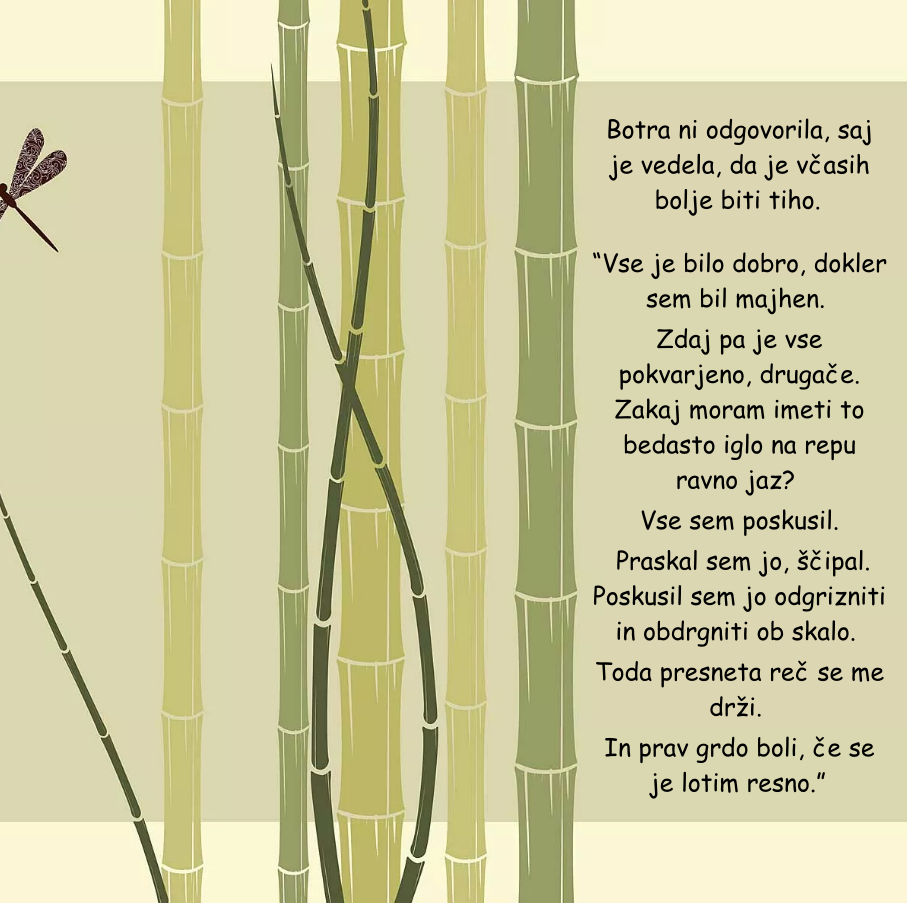 Botra ni odgovorila, saj
je vedela, da je včasih
bolje biti tiho.
“Vse je bilo dobro, dokler
sem bil majhen.
Zdaj pa je vse
pokvarjeno, drugače.
Zakaj moram imeti to
bedasto iglo na repu
ravno jaz?
Vse sem poskusil.
Praskal sem jo, ščipal.
Poskusil sem jo odgrizniti
in obdrgniti ob skalo.
Toda presneta reč se me
drži.
In prav grdo boli, če se
je lotim resno.”